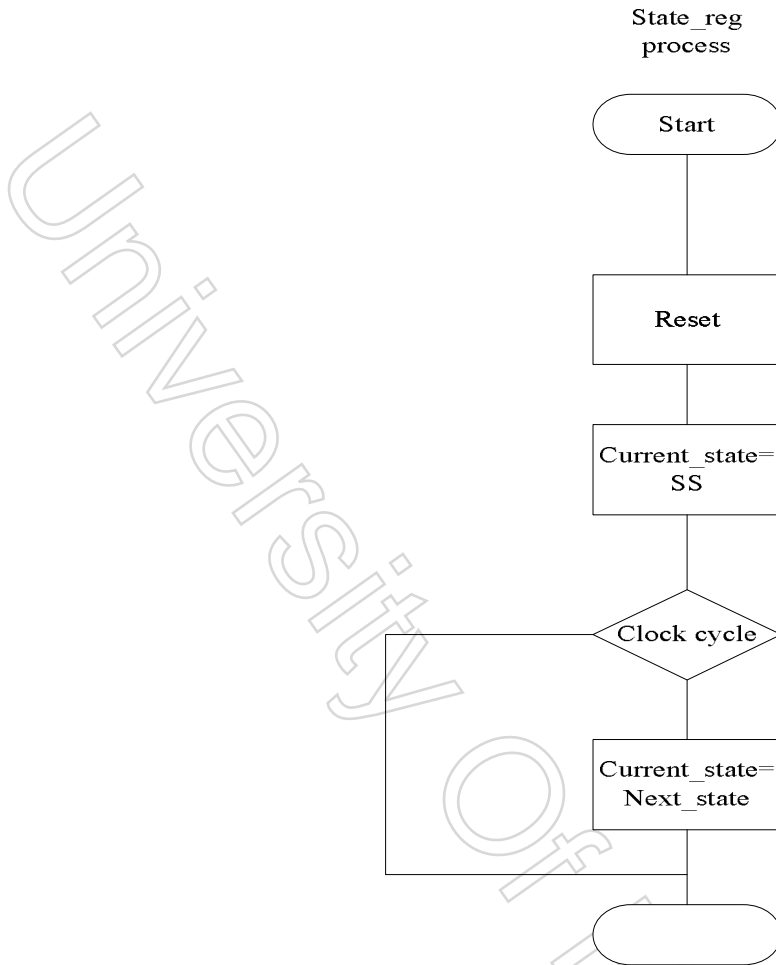 State_reg
process
Start
Reset
Current_state=
SS
Clock cycle
Current_state=
Next_state
University Of